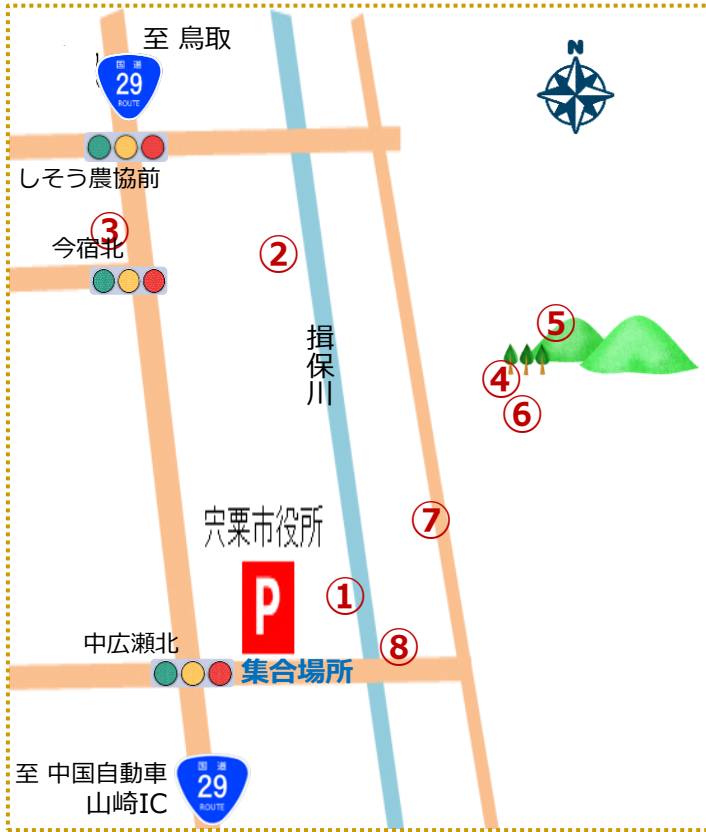 至 鳥取
N
国道
29
ROUTE
しそう農協前
③
今宿北
②
揖保川
⑤
④
⑥
⑦
宍粟市役所
P
①
中広瀬北
⑧
集合場所
至 中国自動車
山崎IC
国道
29
ROUTE